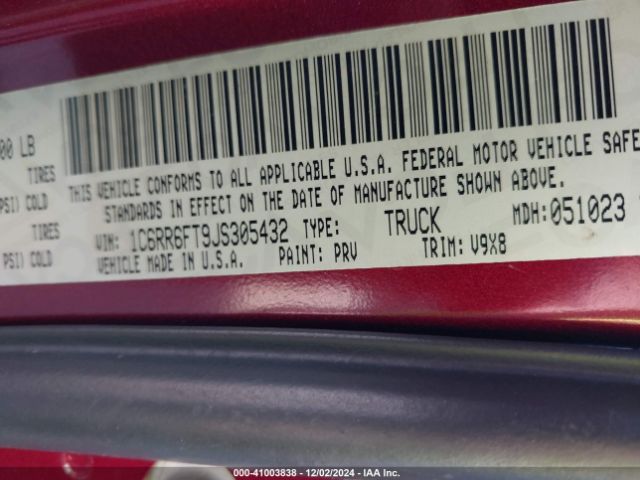 00 LB
TIRES
PSI) COLD
TIRES
PSI) COLD
THIS VEHICLE CONFORMS TO ALL APPLICABLE U.S.A. FEDERAL MOTOR VEHICLE SAFE
STANDARDS IN EFFECT ON THE DATE OF MANUFACTURE SHOWN ABOVE.
VIN: 1C6RR6FT9JS305432 TYPE: TRUCK MDH:051023
VEHICLE MADE IN U.S.A. PAINT: PRV TRIM: V9X8
000-41003838 - 12/02/2024 - IAA Inc.